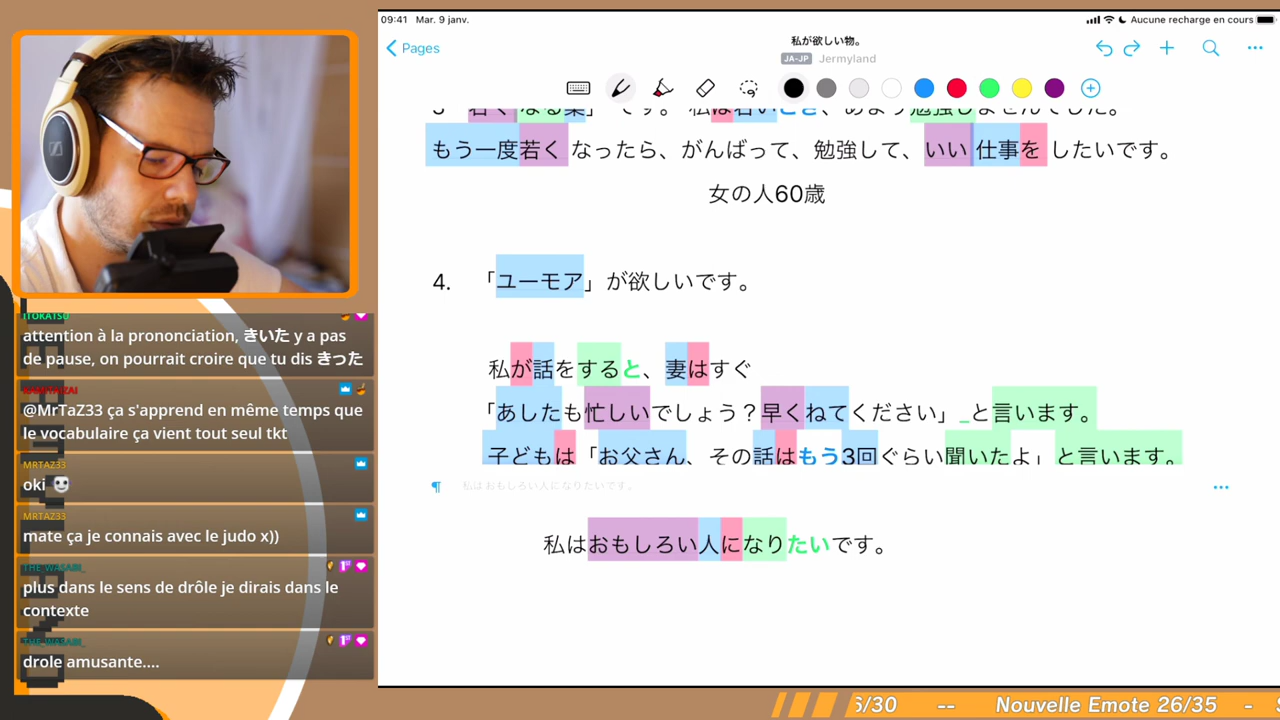 09:41 Mar. 9 janv.
Aucune recharge en cours
Pages
私が欲しい物。
JA-JP Jermyland
もう一度若く なったら、がんばって、勉強して、いい 仕事を したいです。
女の人60歳
4. 「ユーモア」が欲しいです。
私が話をすると、妻はすぐ
「あしたも忙しいでしょう？早くねてください」_と言います。
子どもは「お父さん、その話はもう3回ぐらい聞いたよ」と言います。
¶ 私はおもしろい人になりたいです。
私はおもしろい人になりたいです。
ITOKATSU
attention à la prononciation, きいた y a pas
de pause, on pourrait croire que tu dis きった
@MrTaZ33 ça s'apprend en même temps que
le vocabulaire ça vient tout seul tkt
MRTAZ33
oki
MRTAZ33
mate ça je connais avec le judo x))
THE_WASABI_
plus dans le sens de drôle je dirais dans le
contexte
THE_WASABI_
drole amusante....
/30 -- Nouvelle Emote 26/35 -